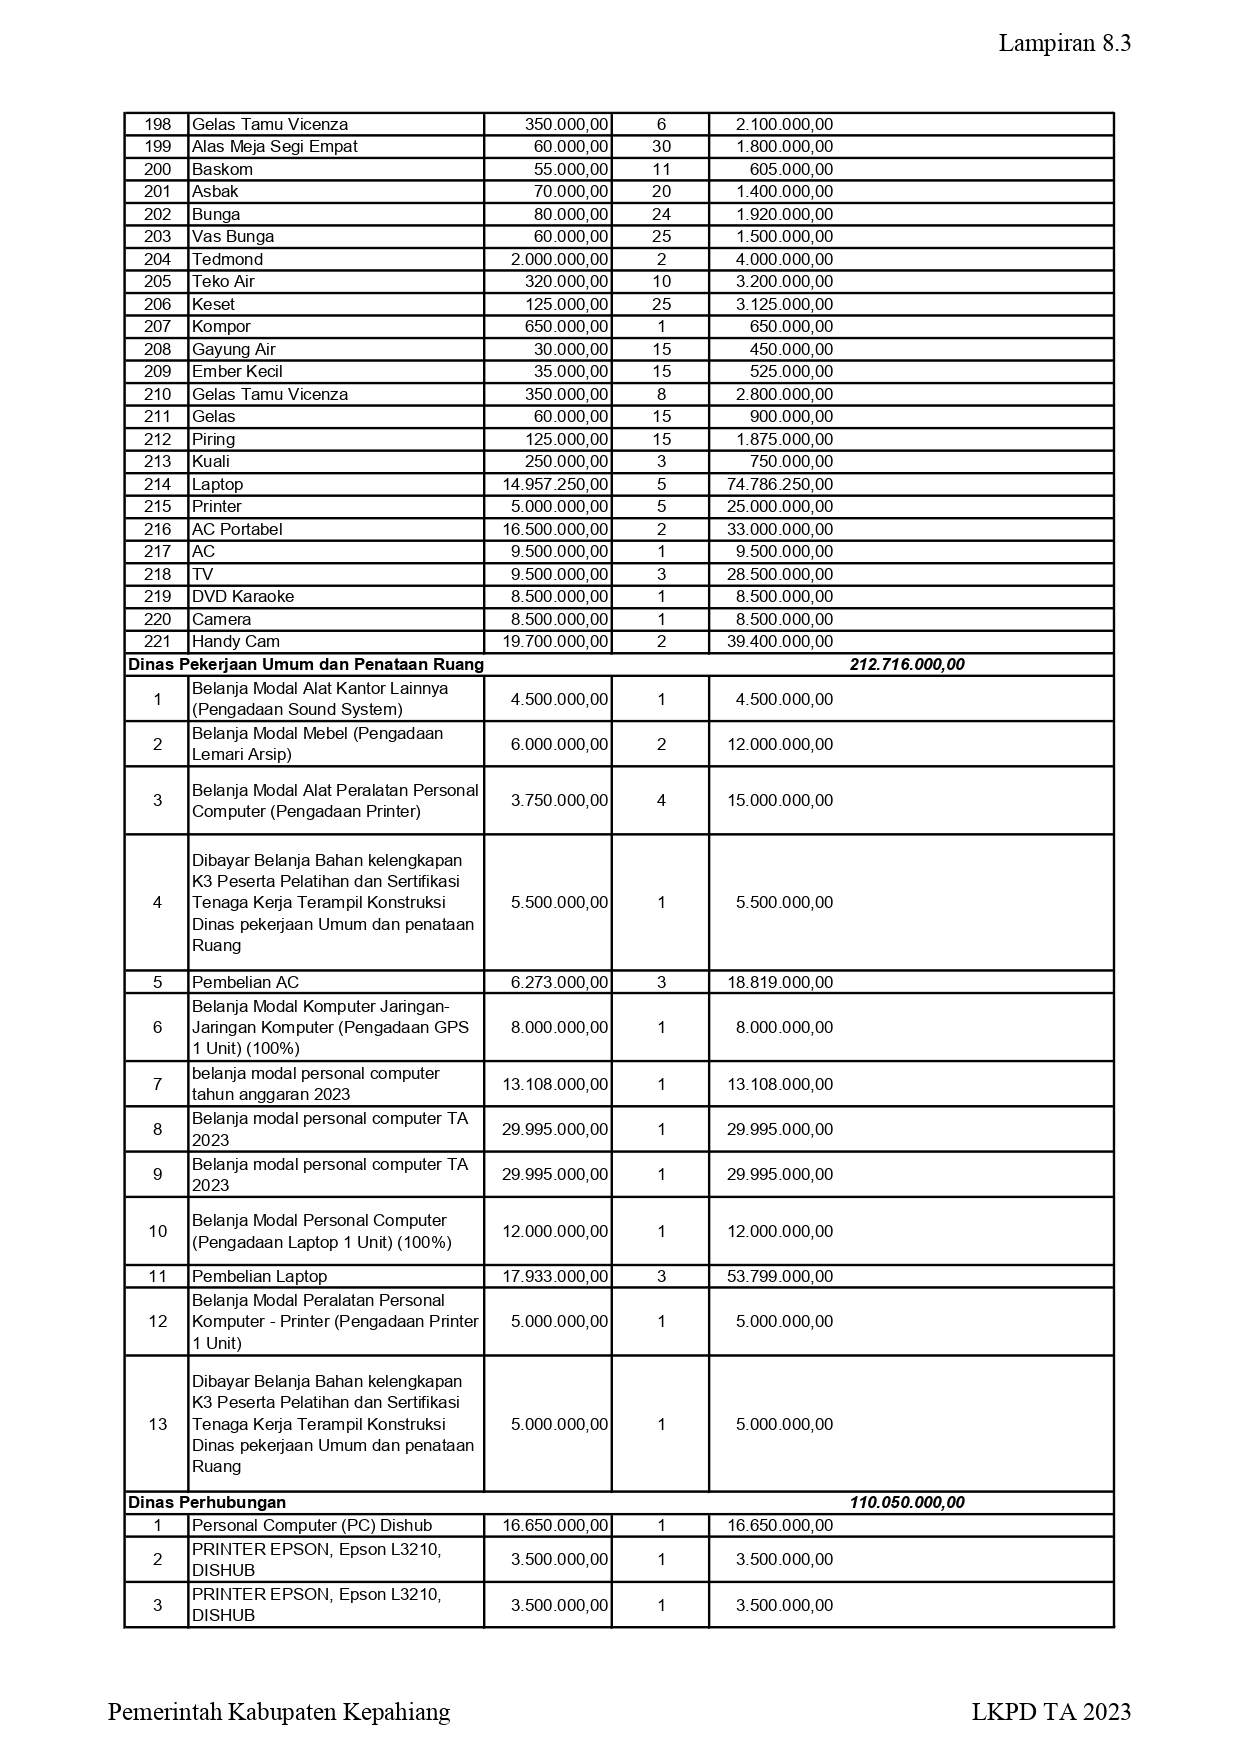 Lampiran 8.3
198 Gelas Tamu Vicenza 350.000,00 6 2.100.000,00
199 Alas Meja Segi Empat 60.000,00 30 1.800.000,00
200 Baskom 55.000,00 11 605.000,00
201 Asbak 70.000,00 20 1.400.000,00
202 Bunga 80.000,00 24 1.920.000,00
203 Vas Bunga 60.000,00 25 1.500.000,00
204 Tedmond 2.000.000,00 2 4.000.000,00
205 Teko Air 320.000,00 10 3.200.000,00
206 Keset 125.000,00 25 3.125.000,00
207 Kompor 650.000,00 1 650.000,00
208 Gayung Air 30.000,00 15 450.000,00
209 Ember Kecil 35.000,00 15 525.000,00
210 Gelas Tamu Vicenza 350.000,00 8 2.800.000,00
211 Gelas 60.000,00 15 900.000,00
212 Piring 125.000,00 15 1.875.000,00
213 Kuali 250.000,00 3 750.000,00
214 Laptop 14.957.250,00 5 74.786.250,00
215 Printer 5.000.000,00 5 25.000.000,00
216 AC Portabel 16.500.000,00 2 33.000.000,00
217 AC 9.500.000,00 1 9.500.000,00
218 TV 9.500.000,00 3 28.500.000,00
219 DVD Karaoke 8.500.000,00 1 8.500.000,00
220 Camera 8.500.000,00 1 8.500.000,00
221 Handy Cam 19.700.000,00 2 39.400.000,00
Dinas Pekerjaan Umum dan Penataan Ruang 212.716.000,00
Belanja Modal Alat Kantor Lainnya
1 (Pengadaan Sound System) 4.500.000,00 1 4.500.000,00
Belanja Modal Mebel (Pengadaan
2 Lemari Arsip) 6.000.000,00 2 12.000.000,00
Belanja Modal Alat Peralatan Personal
3 Computer (Pengadaan Printer) 3.750.000,00 4 15.000.000,00
Dibayar Belanja Bahan kelengkapan
K3 Peserta Pelatihan dan Sertifikasi
4 Tenaga Kerja Terampil Konstruksi 5.500.000,00 1 5.500.000,00
Dinas pekerjaan Umum dan penataan
Ruang
5 Pembelian AC 6.273.000,00 3 18.819.000,00
Belanja Modal Komputer Jaringan-
6 Jaringan Komputer (Pengadaan GPS 8.000.000,00 1 8.000.000,00
1 Unit) (100%)
belanja modal personal computer
7 tahun anggaran 2023 13.108.000,00 1 13.108.000,00
Belanja modal personal computer TA
8 2023 29.995.000,00 1 29.995.000,00
Belanja modal personal computer TA
9 2023 29.995.000,00 1 29.995.000,00
Belanja Modal Personal Computer
10 (Pengadaan Laptop 1 Unit) (100%) 12.000.000,00 1 12.000.000,00
11 Pembelian Laptop 17.933.000,00 3 53.799.000,00
Belanja Modal Peralatan Personal
12 Komputer - Printer (Pengadaan Printer 5.000.000,00 1 5.000.000,00
1 Unit)
Dibayar Belanja Bahan kelengkapan
K3 Peserta Pelatihan dan Sertifikasi
13 Tenaga Kerja Terampil Konstruksi 5.000.000,00 1 5.000.000,00
Dinas pekerjaan Umum dan penataan
Ruang
Dinas Perhubungan 110.050.000,00
1 Personal Computer (PC) Dishub 16.650.000,00 1 16.650.000,00
PRINTER EPSON, Epson L3210,
2 DISHUB 3.500.000,00 1 3.500.000,00
PRINTER EPSON, Epson L3210,
3 DISHUB 3.500.000,00 1 3.500.000,00
Pemerintah Kabupaten Kepahiang LKPD TA 2023